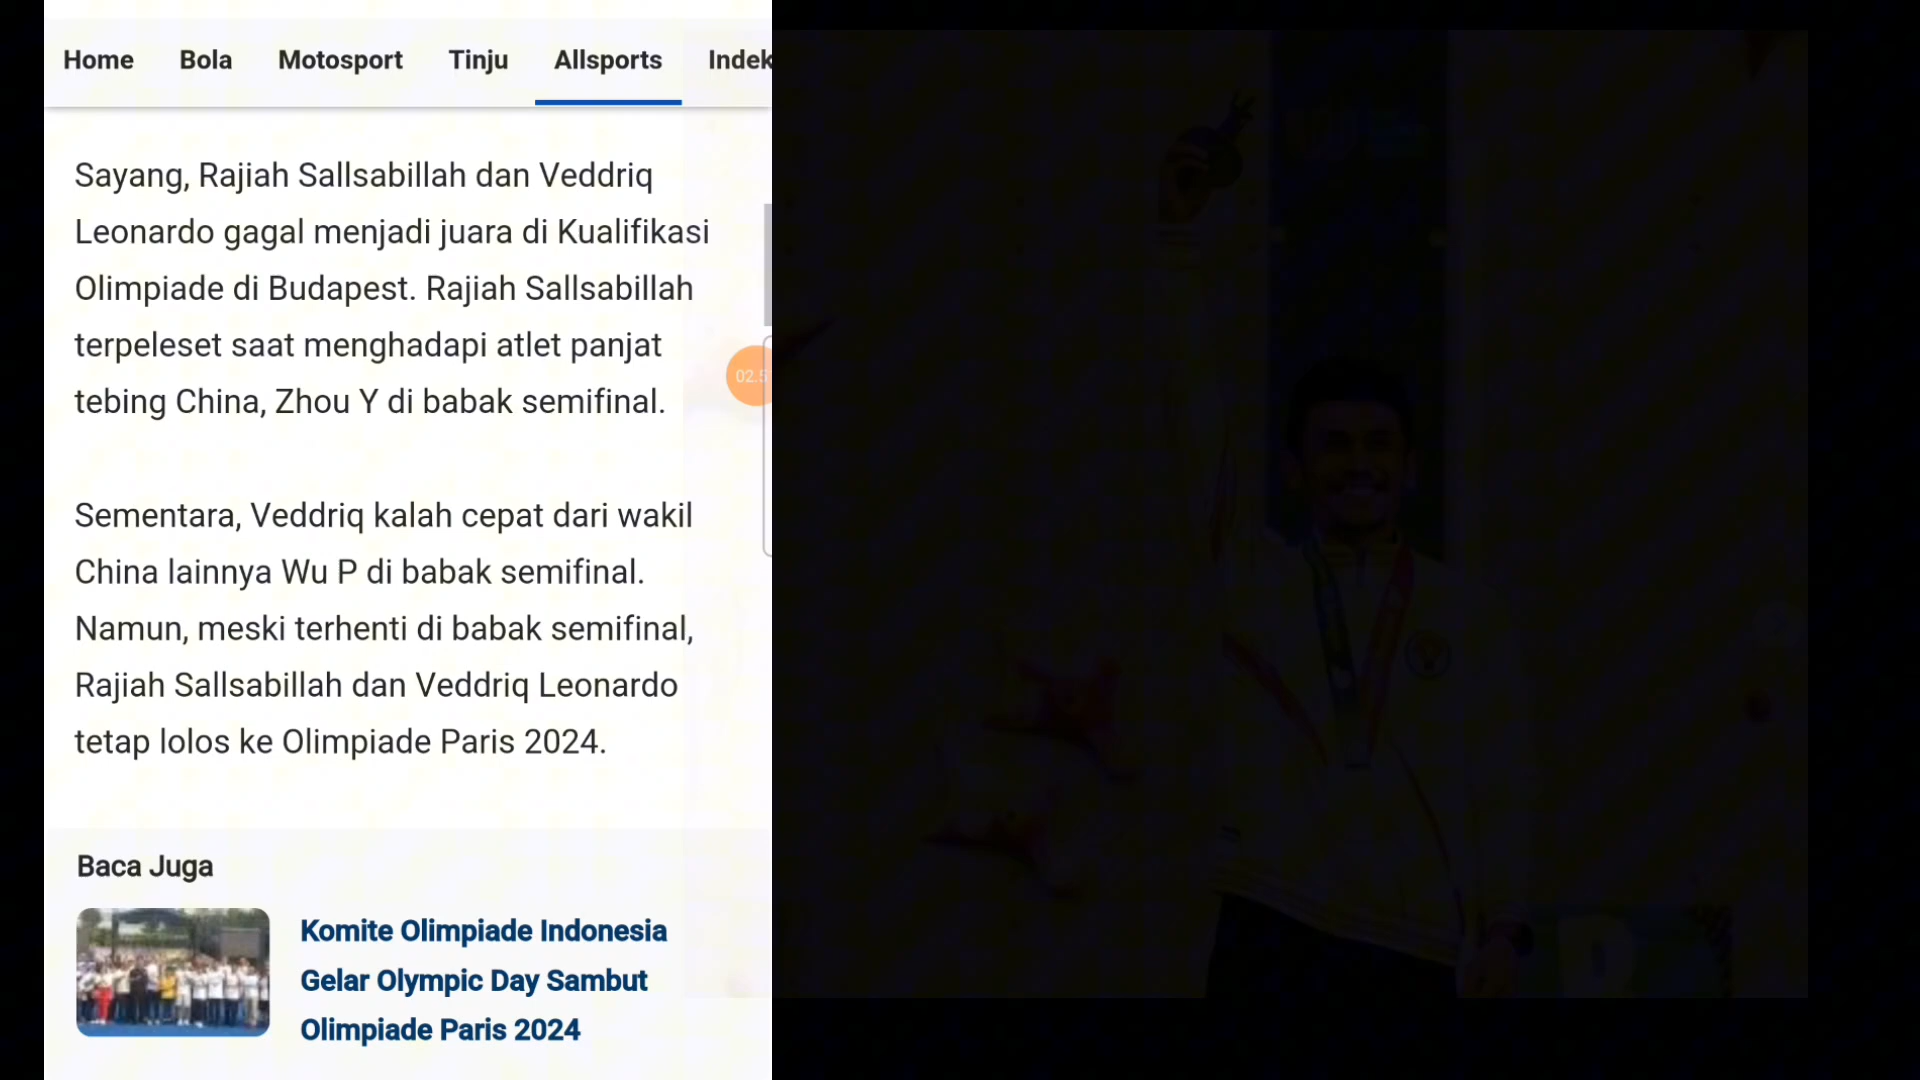 Home Bola Motosport Tinju Allsports Indek
Sayang, Rajiah Sallsabillah dan Veddriq
Leonardo gagal menjadi juara di Kualifikasi
Olimpiade di Budapest. Rajiah Sallsabillah
terpeleset saat menghadapi atlet panjat
tebing China, Zhou Y di babak semifinal.
02.5
Sementara, Veddriq kalah cepat dari wakil
China lainnya Wu P di babak semifinal.
Namun, meski terhenti di babak semifinal,
Rajiah Sallsabillah dan Veddriq Leonardo
tetap lolos ke Olimpiade Paris 2024.
Baca Juga
Komite Olimpiade Indonesia
Gelar Olympic Day Sambut
Olimpiade Paris 2024